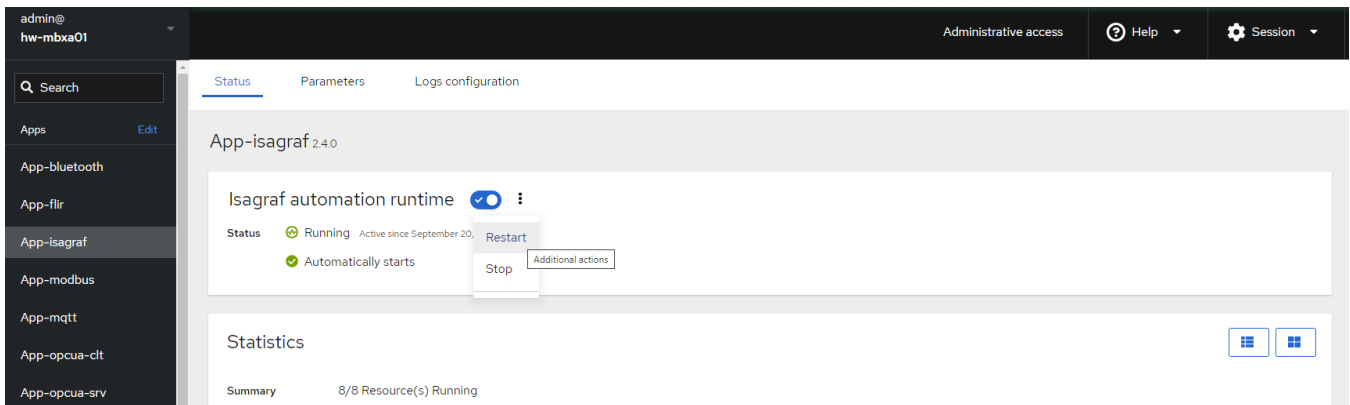 admin@
hw-mbxa01
Administrative access
Help
Session
Search
Apps Edit
App-bluetooth
App-flir
App-isagraf
App-modbus
App-mqtt
App-opcua-clt
App-opcua-srv
Status Parameters Logs configuration
App-isagraf 2.4.0
Isagraf automation runtime
Status Running Active since September 20,
Automatically starts
Restart
Stop
Additional actions
Statistics
Summary 8/8 Resource(s) Running